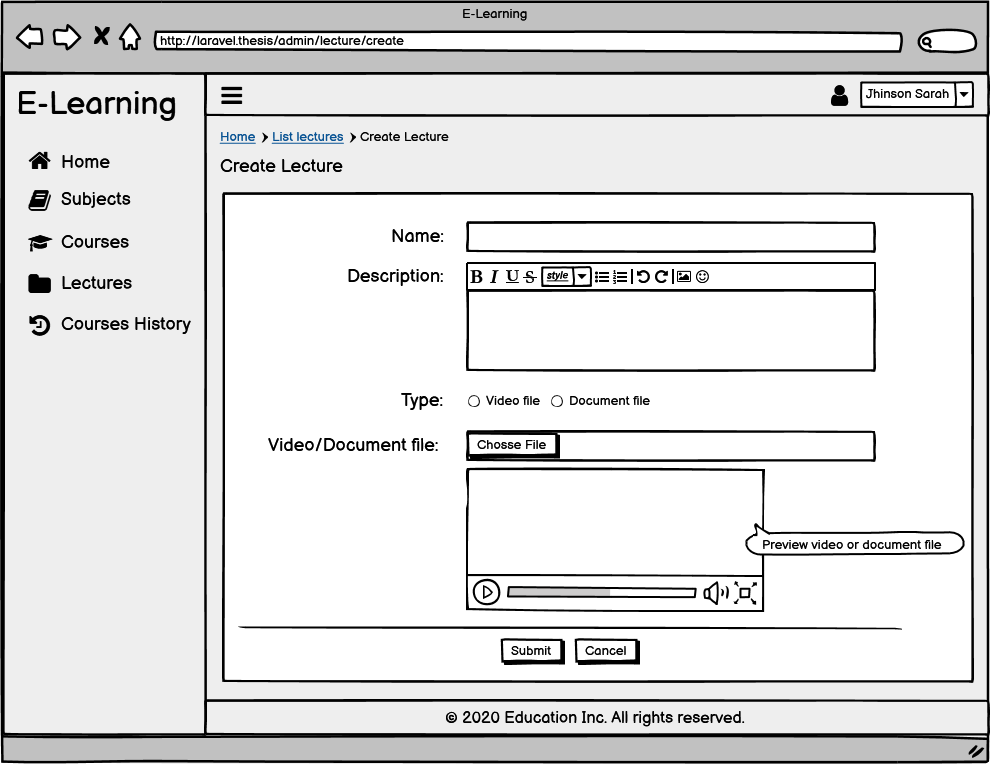 E-Learning
http://laravel.thesis/admin/lecture/create
E-Learning
Jhinson Sarah
Home
Subjects
Courses
Lectures
Courses History
Home List lectures Create Lecture
Create Lecture
Name:
Description:
B I U S style
Type: Video file Document file
Video/Document file: Chosse File
Preview video or document file
Submit Cancel
© 2020 Education Inc. All rights reserved.